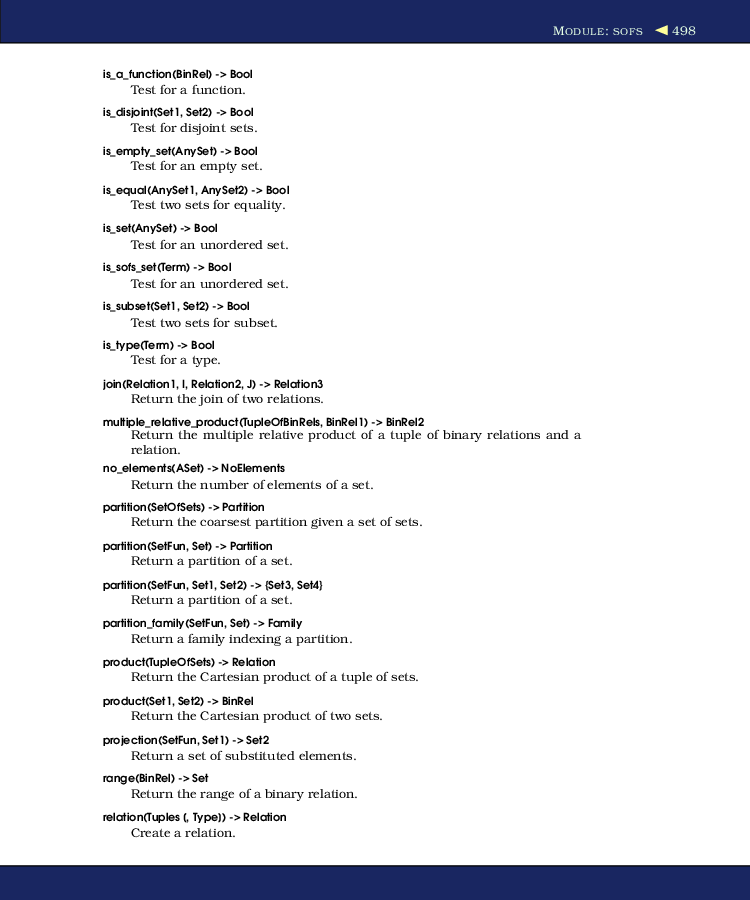 MODULE: SOFS ◀ 498
is_a_function(BinRel) -> Bool
Test for a function.
is_disjoint(Set1, Set2) -> Bool
Test for disjoint sets.
is_empty_set(AnySet) -> Bool
Test for an empty set.
is_equal(AnySet1, AnySet2) -> Bool
Test two sets for equality.
is_set(AnySet) -> Bool
Test for an unordered set.
is_sofs_set(Term) -> Bool
Test for an unordered set.
is_subset(Set1, Set2) -> Bool
Test two sets for subset.
is_type(Term) -> Bool
Test for a type.
join(Relation1, I, Relation2, J) -> Relation3
Return the join of two relations.
multiple_relative_product(TupleOfBinRels, BinRel1) -> BinRel2
Return the multiple relative product of a tuple of binary relations and a
relation.
no_elements(ASet) -> NoElements
Return the number of elements of a set.
partition(SetOfSets) -> Partition
Return the coarsest partition given a set of sets.
partition(SetFun, Set) -> Partition
Return a partition of a set.
partition(SetFun, Set1, Set2) -> {Set3, Set4}
Return a partition of a set.
partition_family(SetFun, Set) -> Family
Return a family indexing a partition.
product(TupleOfSets) -> Relation
Return the Cartesian product of a tuple of sets.
product(Set1, Set2) -> BinRel
Return the Cartesian product of two sets.
projection(SetFun, Set1) -> Set2
Return a set of substituted elements.
range(BinRel) -> Set
Return the range of a binary relation.
relation(Tuples [, Type]) -> Relation
Create a relation.